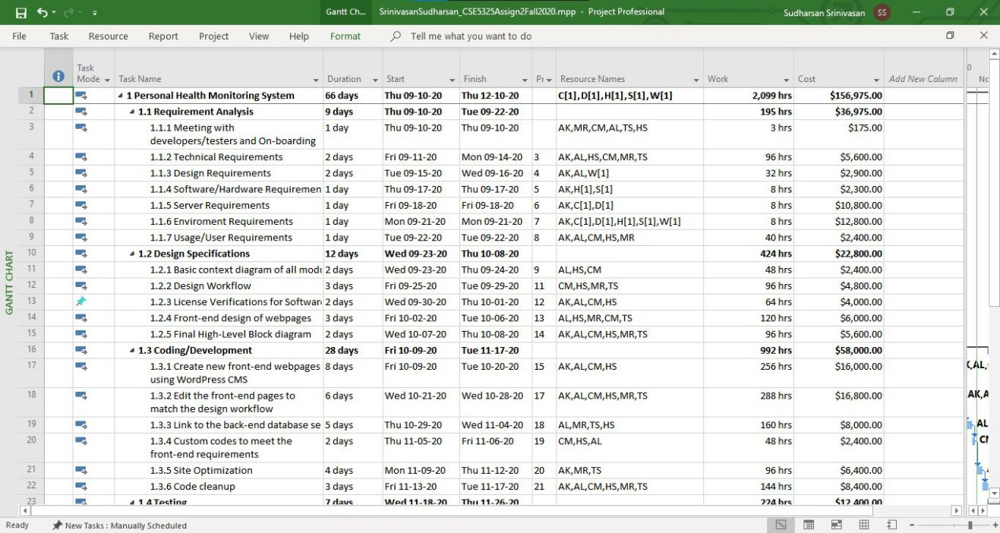 Gantt Ch... SrinivasanSudharsan_CSE5325Assign2Fall2020.mpp - Project Professional Sudharsan Srinivasan SS
File Task Resource Report Project View Help Format Tell me what you want to do
Task
Mode Task Name Duration Start Finish Pr Resource Names Work Cost Add New Column
1 1 Personal Health Monitoring System 66 days Thu 09-10-20 Thu 12-10-20 C[1],D[1],H[1],S[1],W[1] 2,099 hrs $156,975.00
2 1.1 Requirement Analysis 9 days Thu 09-10-20 Tue 09-22-20 195 hrs $36,975.00
3 1.1.1 Meeting with 1 day Thu 09-10-20 Thu 09-10-20 AK,MR,CM,AL,TS,HS 3 hrs $175.00
developers/testers and On-boarding
4 1.1.2 Technical Requirements 2 days Fri 09-11-20 Mon 09-14-20 3 AK,AL,HS,CM,MR,TS 96 hrs $5,600.00
5 1.1.3 Design Requirements 2 days Tue 09-15-20 Wed 09-16-20 4 AK,AL,W[1] 32 hrs $2,900.00
6 1.1.4 Software/Hardware Requiremen 1 day Thu 09-17-20 Thu 09-17-20 5 AK,H[1],S[1] 8 hrs $2,300.00
7 1.1.5 Server Requirements 1 day Fri 09-18-20 Fri 09-18-20 6 AK,C[1],D[1] 8 hrs $10,800.00
8 1.1.6 Enviroment Requirements 1 day Mon 09-21-20 Mon 09-21-20 7 AK,C[1],D[1],H[1],S[1],W[1] 8 hrs $12,800.00
9 1.1.7 Usage/User Requirements 1 day Tue 09-22-20 Tue 09-22-20 8 AK,AL,CM,HS,MR 40 hrs $2,400.00
10 1.2 Design Specifications 12 days Wed 09-23-20 Thu 10-08-20 424 hrs $22,800.00
11 1.2.1 Basic context diagram of all modu 2 days Wed 09-23-20 Thu 09-24-20 9 AL,HS,CM 48 hrs $2,400.00
12 1.2.2 Design Workflow 3 days Fri 09-25-20 Tue 09-29-20 11 CM,HS,MR,TS 96 hrs $4,800.00
13 1.2.3 License Verifications for Softwar 2 days Wed 09-30-20 Thu 10-01-20 12 AK,AL,CM,HS 64 hrs $4,000.00
14 1.2.4 Front-end design of webpages 3 days Fri 10-02-20 Tue 10-06-20 13 AL,HS,MR,CM,TS 120 hrs $6,000.00
15 1.2.5 Final High-Level Block diagram 2 days Wed 10-07-20 Thu 10-08-20 14 AK,AL,CM,HS,MR,TS 96 hrs $5,600.00
16 1.3 Coding/Development 28 days Fri 10-09-20 Tue 11-17-20 992 hrs $58,000.00
17 1.3.1 Create new front-end webpages 8 days Fri 10-09-20 Tue 10-20-20 15 AK,AL,CM,HS 256 hrs $16,000.00
using WordPress CMS
18 1.3.2 Edit the front-end pages to 6 days Wed 10-21-20 Wed 10-28-20 17 AK,AL,CM,HS,MR,TS 288 hrs $16,800.00
match the design workflow
19 1.3.3 Link to the back-end database se 5 days Thu 10-29-20 Wed 11-04-20 18 AL,MR,TS,HS 160 hrs $8,000.00 AL
20 1.3.4 Custom codes to meet the 2 days Thu 11-05-20 Fri 11-06-20 19 CM,HS,AL 48 hrs $2,400.00
front-end requirements
21 1.3.5 Site Optimization 4 days Mon 11-09-20 Thu 11-12-20 20 AK,MR,TS 96 hrs $6,400.00
22 1.3.6 Code cleanup 3 days Fri 11-13-20 Tue 11-17-20 21 AK,AL,CM,HS,MR,TS 144 hrs $8,400.00
23 1.4 Testing 7 days Wed 11-18-20 Thu 11-26-20 224 hrs $12,400.00
GANTT CHART
Ready New Tasks : Manually Scheduled